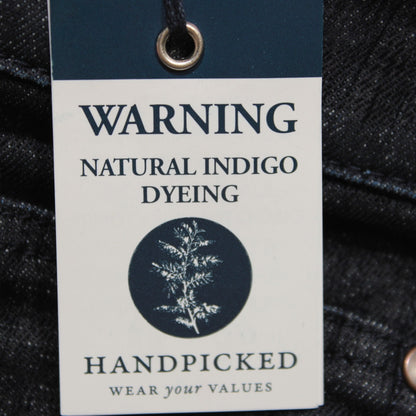 WARNING
NATURAL INDIGO
DYEING
HANDPICKED
WEAR your VALUES